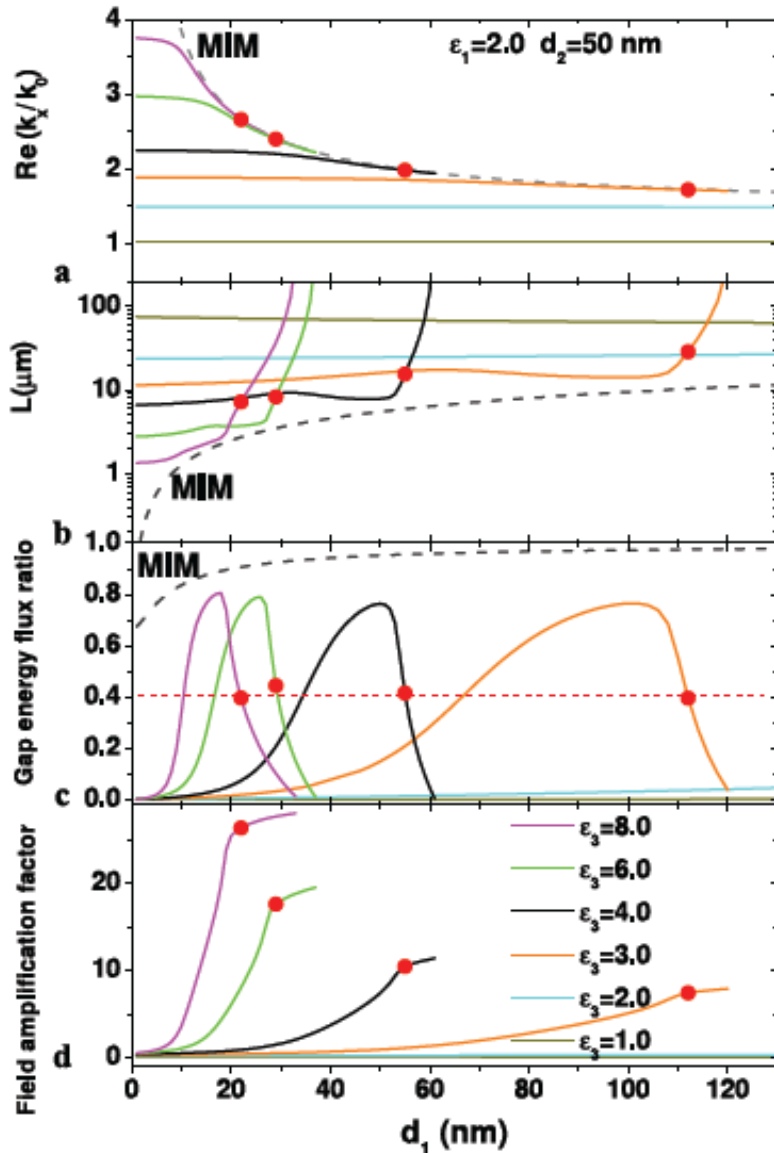 4
MIM
ε₁=2.0 d₂=50 nm
3
Re (kₓ/k₀)
2
1
a
100
L(μm)
10
1
MIM
b
1.0
MIM
0.8
0.6
Gap energy flux ratio
0.4
0.2
c
0.0
ε₃=8.0
20
ε₃=6.0
Field amplification factor
ε₃=4.0
10
ε₃=3.0
ε₃=2.0
d
0
ε₃=1.0
0 20 40 60 80 100 120
d₁ (nm)